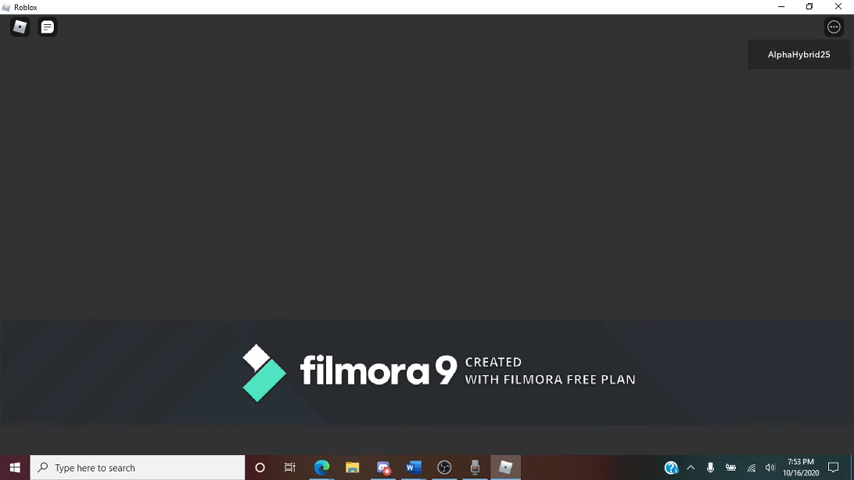 Roblox
AlphaHybrid25
filmora9 CREATED
WITH FILMORA FREE PLAN
Type here to search
7:53 PM
10/16/2020